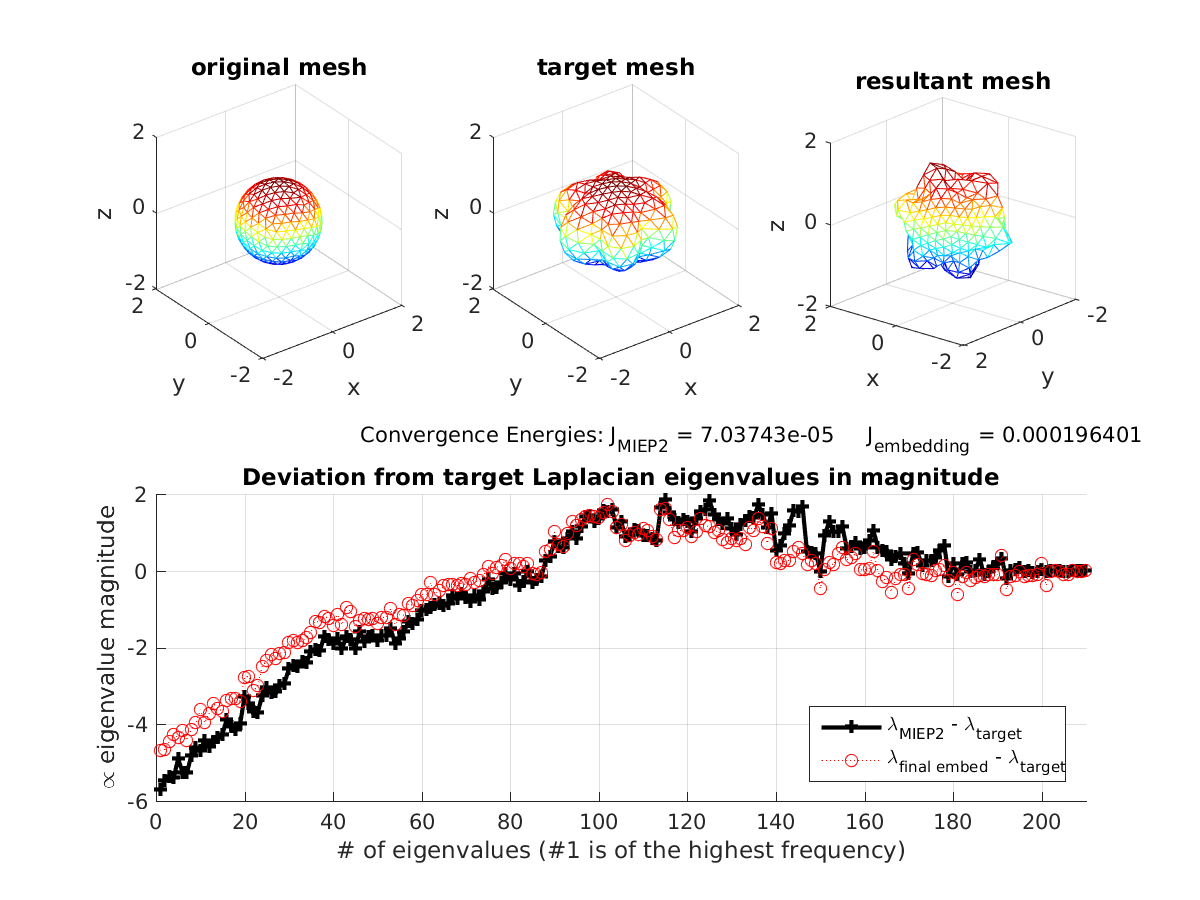 original mesh
target mesh
resultant mesh
2
0
-2
z
2
0
-2
y
-2
0
2
x
2
0
-2
z
2
0
-2
y
-2
0
2
x
2
0
-2
z
2
0
-2
x
2
0
-2
y
Convergence Energies: J_MIEP2 = 7.03743e-05 J_embedding = 0.000196401
Deviation from target Laplacian eigenvalues in magnitude
2
0
-2
-4
-6
∝ eigenvalue magnitude
λ_MIEP2 - λ_target
λ_final embed - λ_target
0 20 40 60 80 100 120 140 160 180 200
# of eigenvalues (#1 is of the highest frequency)